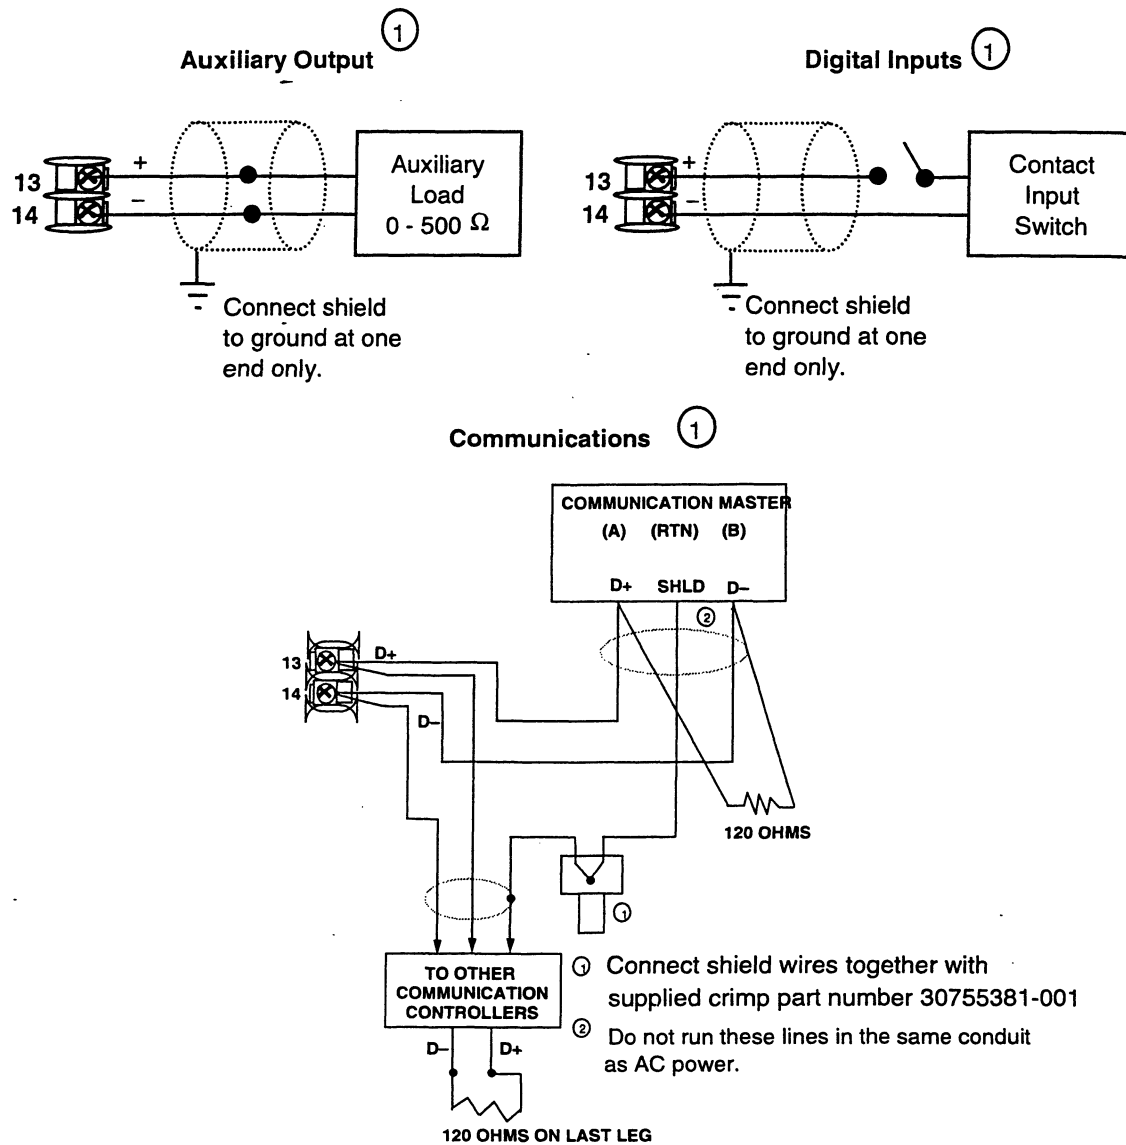 Auxiliary Output 1
+
13
14
–
Auxiliary
Load
0 - 500 Ω
Connect shield
to ground at one
end only.
Digital Inputs 1
+
13
14
–
Contact
Input
Switch
Connect shield
to ground at one
end only.
Communications 1
COMMUNICATION MASTER
(A) (RTN) (B)
D+ SHLD D–
2
13 D+
14
D–
120 OHMS
1
TO OTHER
COMMUNICATION
CONTROLLERS
D– D+
120 OHMS ON LAST LEG
1 Connect shield wires together with
supplied crimp part number 30755381-001
2 Do not run these lines in the same conduit
as AC power.